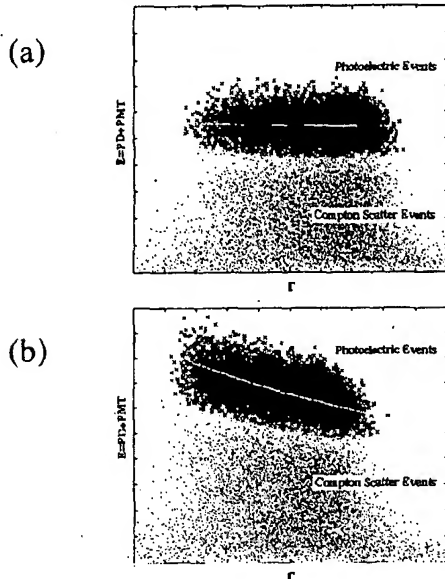 (a)
Photoelectric Events
E=PD+PMT
Compton Scatter Events
Γ
(b)
Photoelectric Events
E=PD+PMT
Compton Scatter Events
Γ